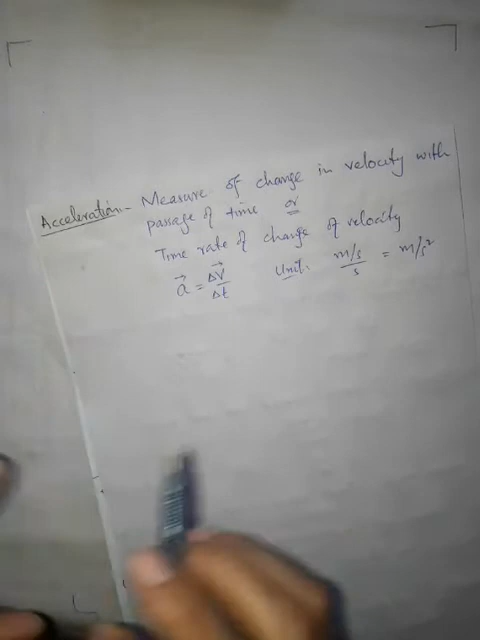 Acceleration - Measure of change in velocity with
passage of time or
Time rate of change of velocity
a⃗ = ΔV⃗/Δt Unit. m/s/s = m/s²